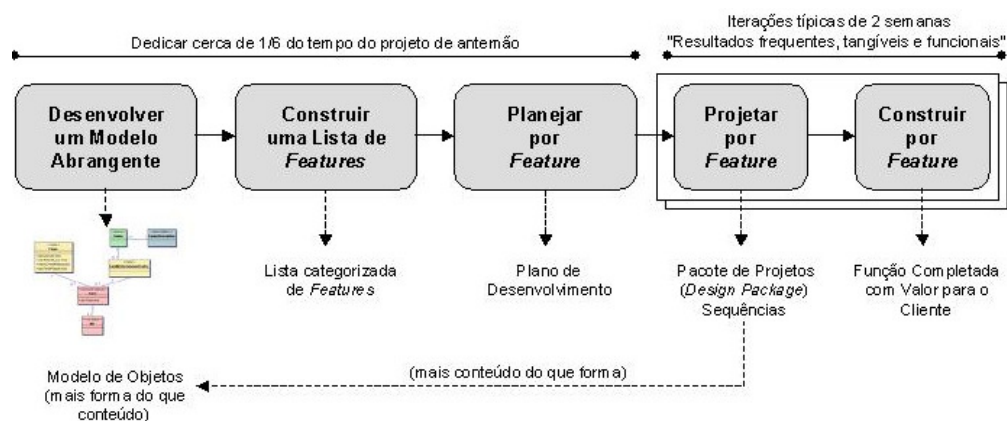 Iterações típicas de 2 semanas
Dedicar cerca de 1/6 do tempo do projeto de antemão
"Resultados frequentes, tangíveis e funcionais"
Desenvolver
um Modelo
Abrangente
Construir
uma Lista de
Features
Planejar
por
Feature
Projetar
por
Feature
Construir
por
Feature
Lista categorizada
de Features
Plano de
Desenvolvimento
Pacote de Projetos
(Design Package)
Sequências
Função Completada
com Valor para o
Cliente
(mais conteúdo do que forma)
Modelo de Objetos
(mais forma do que
conteúdo)